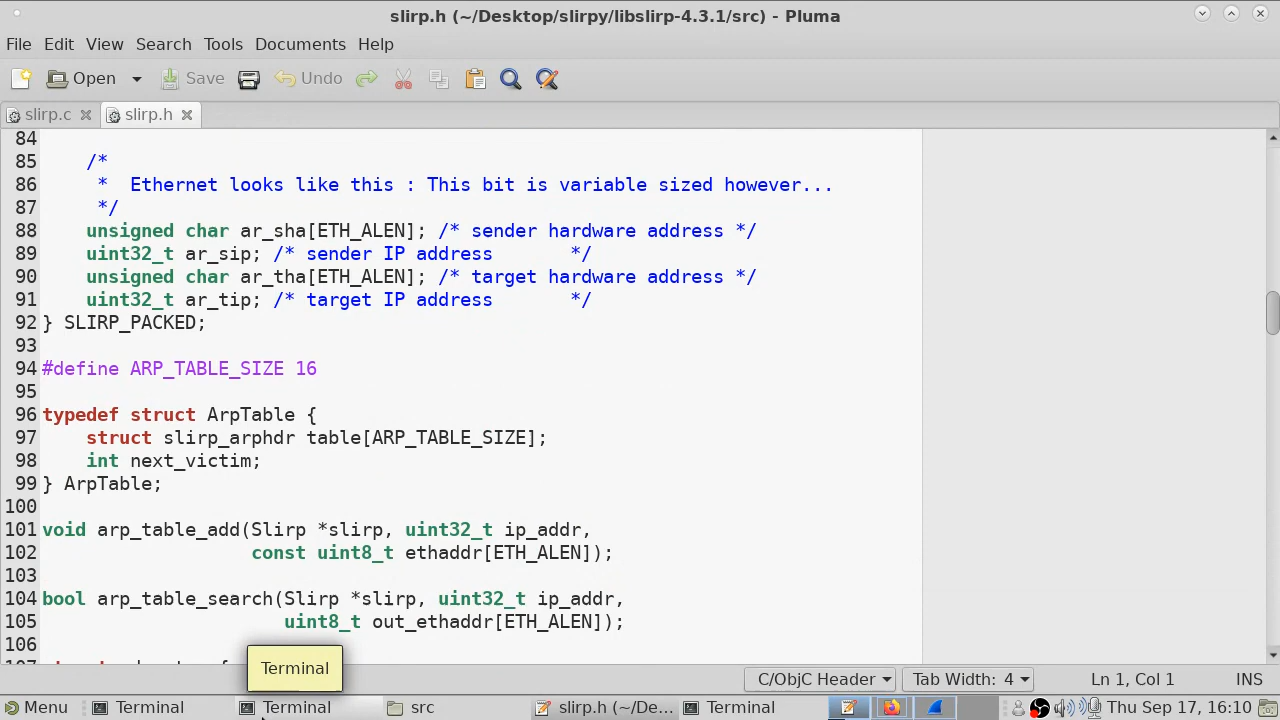 slirp.h (~/Desktop/slirpy/libslirp-4.3.1/src) - Pluma
File Edit View Search Tools Documents Help
Open Save Undo
slirp.c slirp.h
84
85 /*
86 * Ethernet looks like this : This bit is variable sized however...
87 */
88 unsigned char ar_sha[ETH_ALEN]; /* sender hardware address */
89 uint32_t ar_sip; /* sender IP address */
90 unsigned char ar_tha[ETH_ALEN]; /* target hardware address */
91 uint32_t ar_tip; /* target IP address */
92 } SLIRP_PACKED;
93
94 #define ARP_TABLE_SIZE 16
95
96 typedef struct ArpTable {
97 struct slirp_arphdr table[ARP_TABLE_SIZE];
98 int next_victim;
99 } ArpTable;
100
101 void arp_table_add(Slirp *slirp, uint32_t ip_addr,
102 const uint8_t ethaddr[ETH_ALEN]);
103
104 bool arp_table_search(Slirp *slirp, uint32_t ip_addr,
105 uint8_t out_ethaddr[ETH_ALEN]);
106
Terminal
C/ObjC Header Tab Width: 4 Ln 1, Col 1 INS
Menu Terminal Terminal src slirp.h (~/De... Terminal Thu Sep 17, 16:10